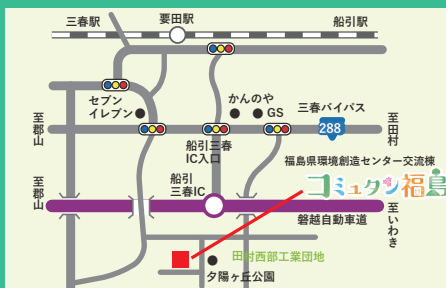 三春駅
要田駅
船引駅
セブン
イレブン
かんのや
GS
三春バイパス
288
至郡山
至田村
船引三春
IC入口
福島県環境創造センター交流棟
コミュタン福島
船引
三春IC
至郡山
至いわき
磐越自動車道
田村西部工業団地
夕陽ヶ丘公園